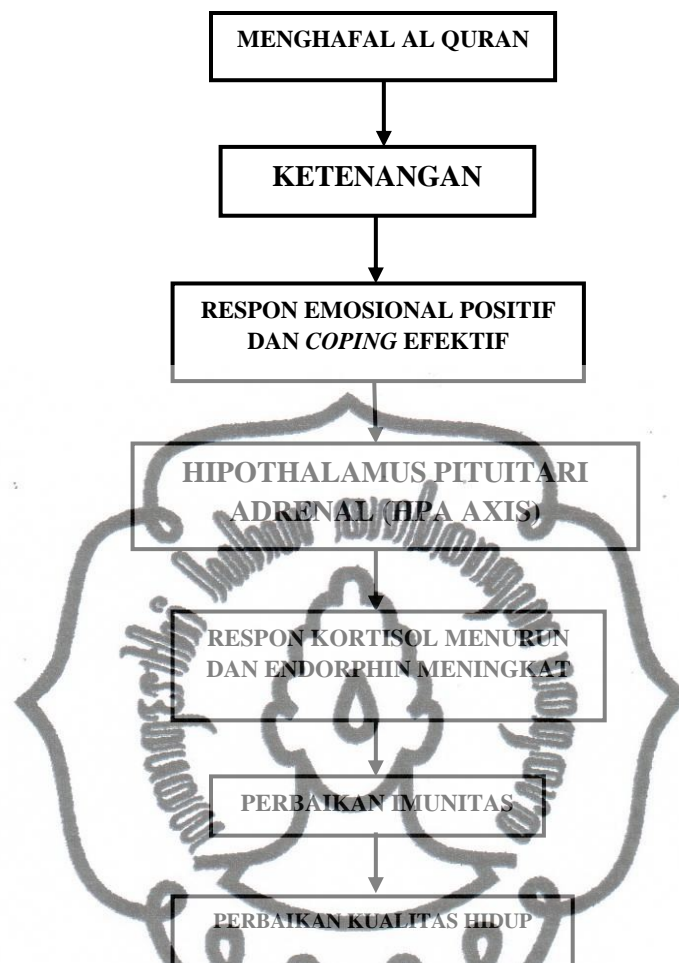 MENGHAFAL AL QURAN
KETENANGAN
RESPON EMOSIONAL POSITIF
DAN COPING EFEKTIF
HIPOTHALAMUS PITUITARI
ADRENAL (HPA AXIS)
RESPON KORTISOL MENURUN
DAN ENDORPHIN MENINGKAT
PERBAIKAN IMUNITAS
PERBAIKAN KUALITAS HIDUP